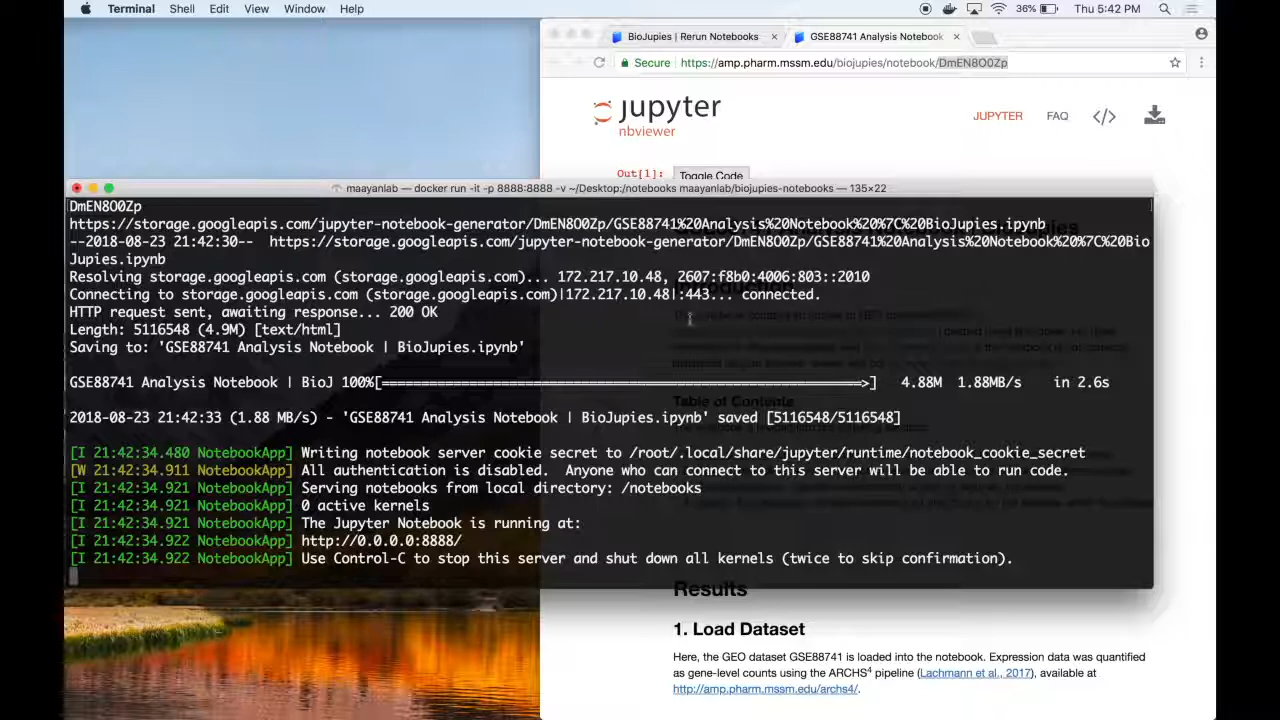 Terminal Shell Edit View Window Help
36% Thu 5:42 PM
BioJupies | Rerun Notebooks
GSE88741 Analysis Notebook
Secure https://amp.pharm.mssm.edu/biojupies/notebook/DmEN8O0Zp
jupyter
nbviewer
JUPYTER FAQ
Out[1]: Toggle Code
maayanlab — docker run -it -p 8888:8888 -v ~/Desktop:/notebooks maayanlab/biojupies-notebooks — 135×22
DmEN8O0Zp
https://storage.googleapis.com/jupyter-notebook-generator/DmEN8O0Zp/GSE88741%20Analysis%20Notebook%20%7C%20BioJupies.ipynb
--2018-08-23 21:42:30-- https://storage.googleapis.com/jupyter-notebook-generator/DmEN8O0Zp/GSE88741%20Analysis%20Notebook%20%7C%20Bio
Jupies.ipynb
Resolving storage.googleapis.com (storage.googleapis.com)... 172.217.10.48, 2607:f8b0:4006:803::2010
Connecting to storage.googleapis.com (storage.googleapis.com)|172.217.10.48|:443... connected.
HTTP request sent, awaiting response... 200 OK
Length: 5116548 (4.9M) [text/html]
Saving to: 'GSE88741 Analysis Notebook | BioJupies.ipynb'
GSE88741 Analysis Notebook | BioJ 100%[======================================================>] 4.88M 1.88MB/s in 2.6s
2018-08-23 21:42:33 (1.88 MB/s) - 'GSE88741 Analysis Notebook | BioJupies.ipynb' saved [5116548/5116548]
[I 21:42:34.480 NotebookApp] Writing notebook server cookie secret to /root/.local/share/jupyter/runtime/notebook_cookie_secret
[W 21:42:34.911 NotebookApp] All authentication is disabled.  Anyone who can connect to this server will be able to run code.
[I 21:42:34.921 NotebookApp] Serving notebooks from local directory: /notebooks
[I 21:42:34.921 NotebookApp] 0 active kernels
[I 21:42:34.921 NotebookApp] The Jupyter Notebook is running at:
[I 21:42:34.922 NotebookApp] http://0.0.0.0:8888/
[I 21:42:34.922 NotebookApp] Use Control-C to stop this server and shut down all kernels (twice to skip confirmation).
Introduction
Table of Contents
Results
1. Load Dataset
Here, the GEO dataset GSE88741 is loaded into the notebook. Expression data was quantified
as gene-level counts using the ARCHS4 pipeline (Lachmann et al., 2017), available at
http://amp.pharm.mssm.edu/archs4/.